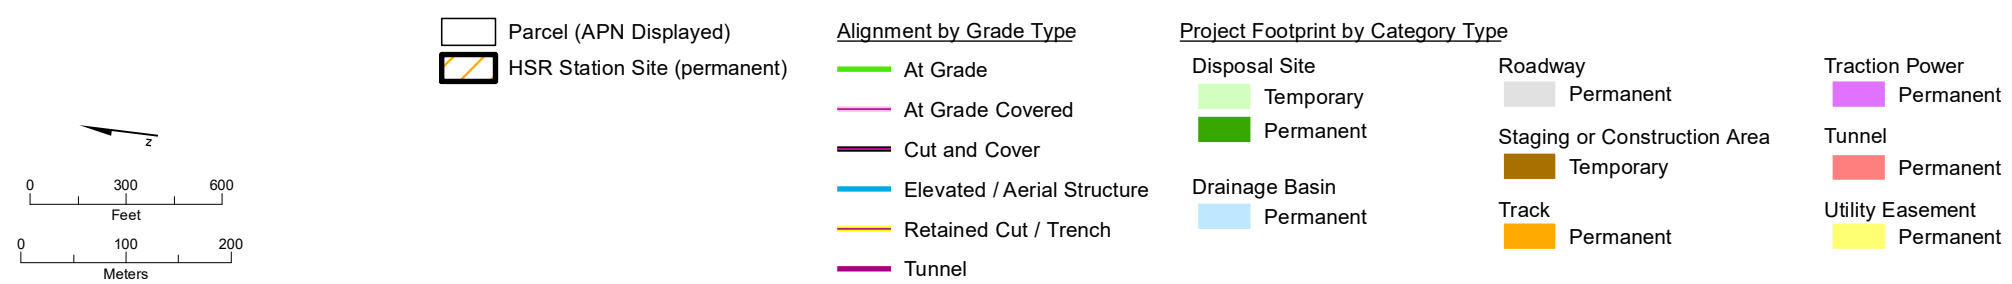 Parcel (APN Displayed)
HSR Station Site (permanent)
z
0 300 600
Feet
0 100 200
Meters
Alignment by Grade Type
At Grade
At Grade Covered
Cut and Cover
Elevated / Aerial Structure
Retained Cut / Trench
Tunnel
Project Footprint by Category Type
Disposal Site
Temporary
Permanent
Drainage Basin
Permanent
Roadway
Permanent
Staging or Construction Area
Temporary
Track
Permanent
Traction Power
Permanent
Tunnel
Permanent
Utility Easement
Permanent